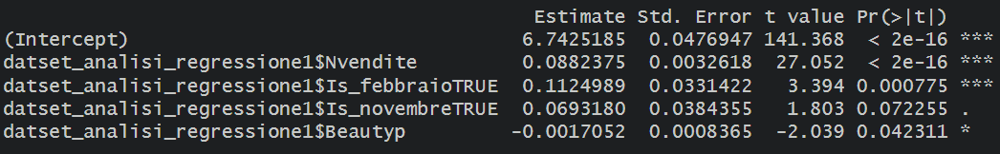 Estimate Std. Error t value Pr(>|t|)
(Intercept) 6.7425185 0.0476947 141.368 < 2e-16 ***
datset_analisi_regressione1$Nvendite 0.0882375 0.0032618 27.052 < 2e-16 ***
datset_analisi_regressione1$Is_febbraioTRUE 0.1124989 0.0331422 3.394 0.000775 ***
datset_analisi_regressione1$Is_novembreTRUE 0.0693180 0.0384355 1.803 0.072255 .
datset_analisi_regressione1$Beautyp -0.0017052 0.0008365 -2.039 0.042311 *